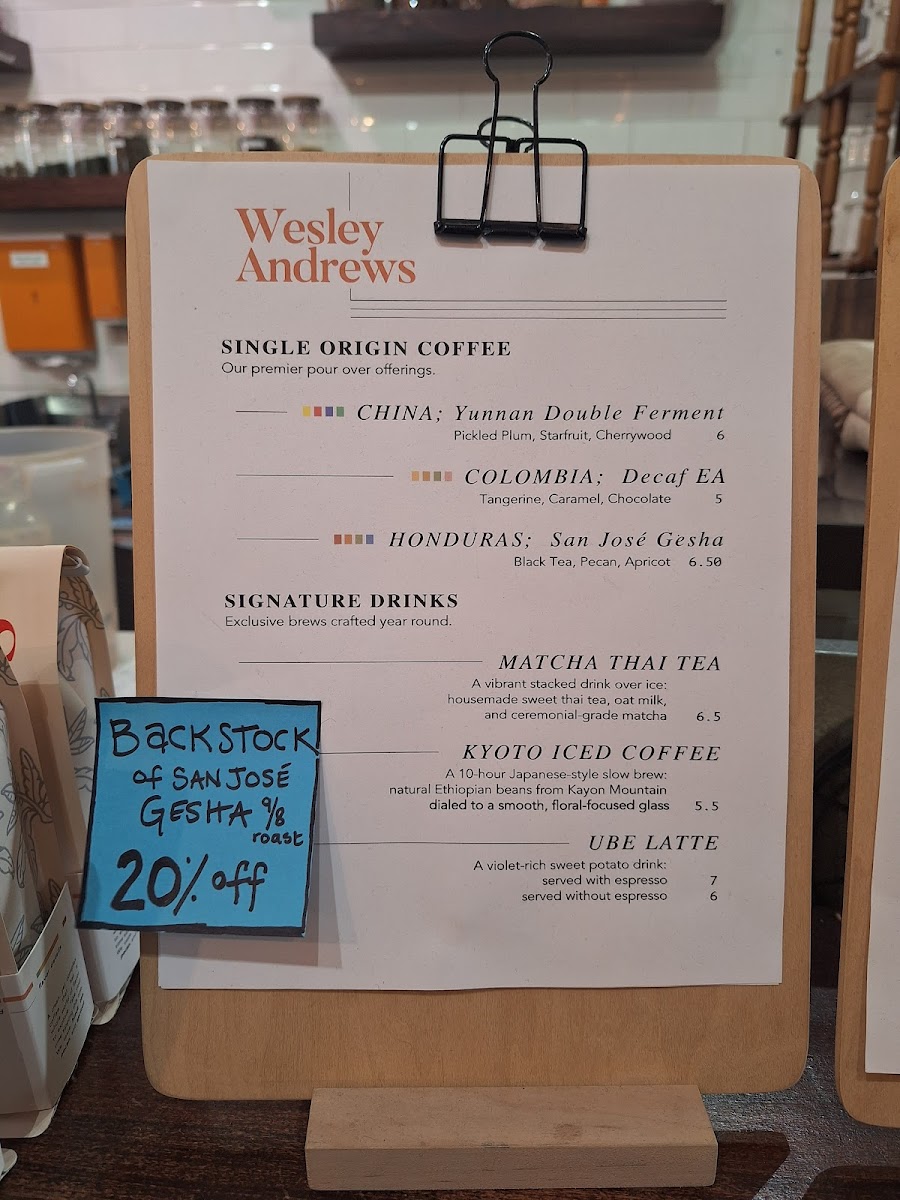 Wesley
Andrews
SINGLE ORIGIN COFFEE
Our premier pour over offerings.
CHINA; Yunnan Double Ferment
Pickled Plum, Starfruit, Cherrywood 6
COLOMBIA; Decaf EA
Tangerine, Caramel, Chocolate 5
HONDURAS; San José Gesha
Black Tea, Pecan, Apricot 6.50
SIGNATURE DRINKS
Exclusive brews crafted year round.
MATCHA THAI TEA
A vibrant stacked drink over ice:
housemade sweet thai tea, oat milk,
and ceremonial-grade matcha 6.5
KYOTO ICED COFFEE
A 10-hour Japanese-style slow brew:
natural Ethiopian beans from Kayon Mountain
dialed to a smooth, floral-focused glass 5.5
UBE LATTE
A violet-rich sweet potato drink:
served with espresso 7
served without espresso 6
BACKSTOCK
of SAN JOSÉ
GESHA 9/8
roast
20% off